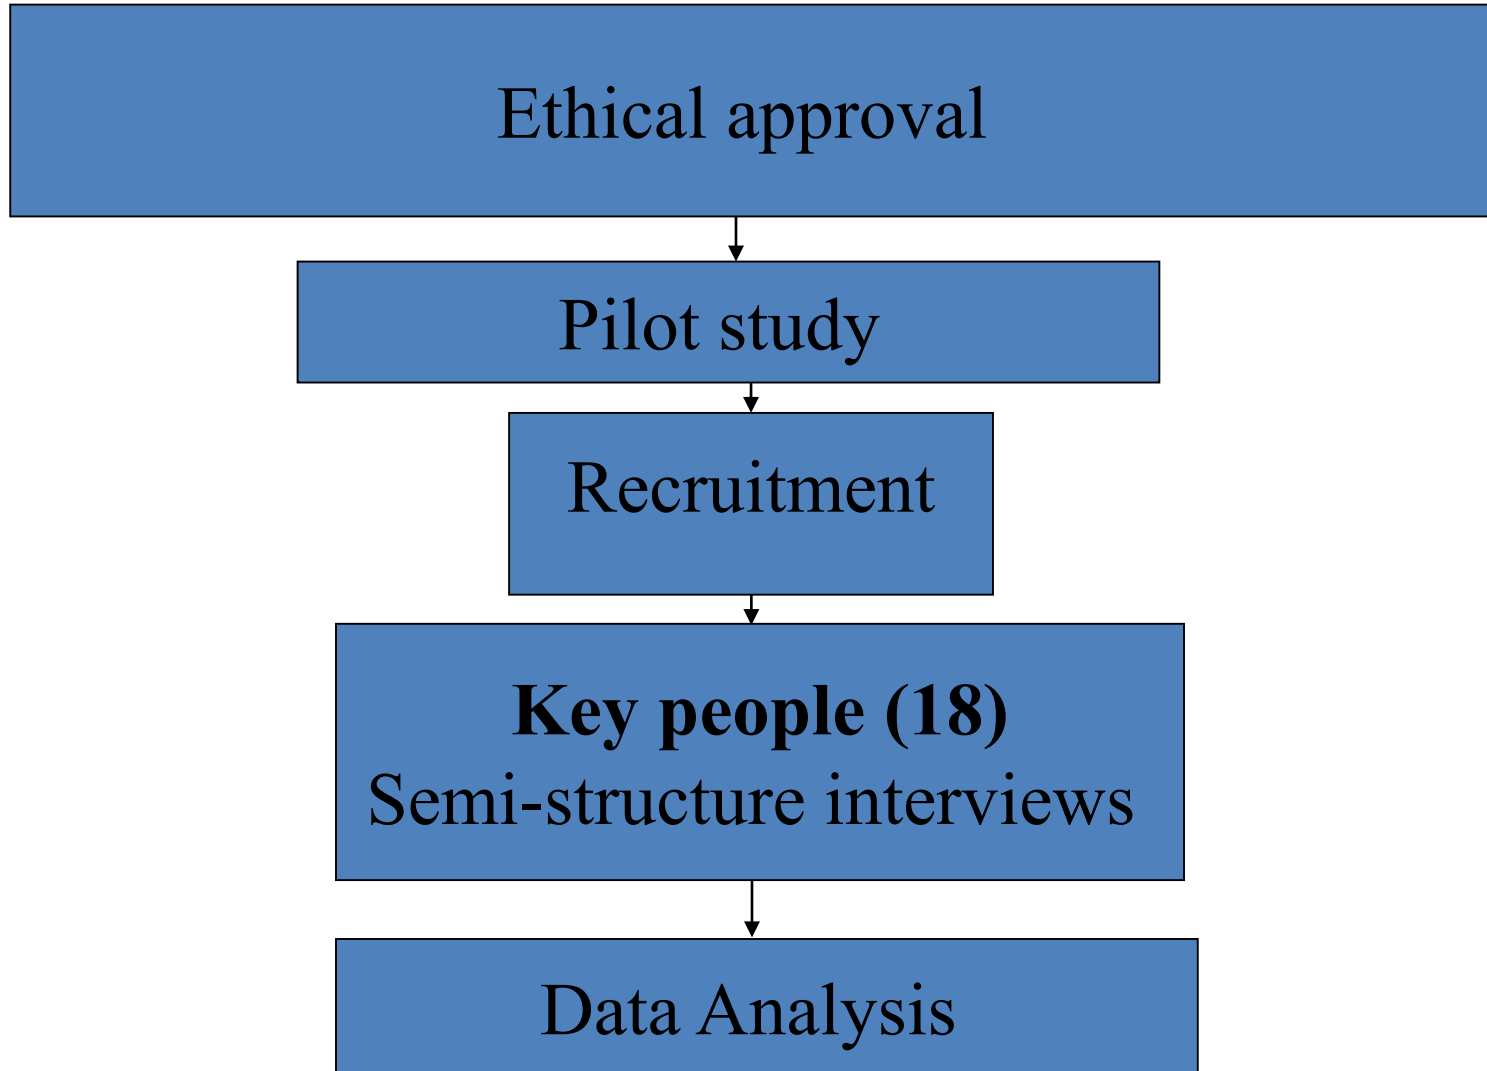 Ethical approval
Pilot study
Recruitment
Key people (18)
Semi-structure interviews
Data Analysis